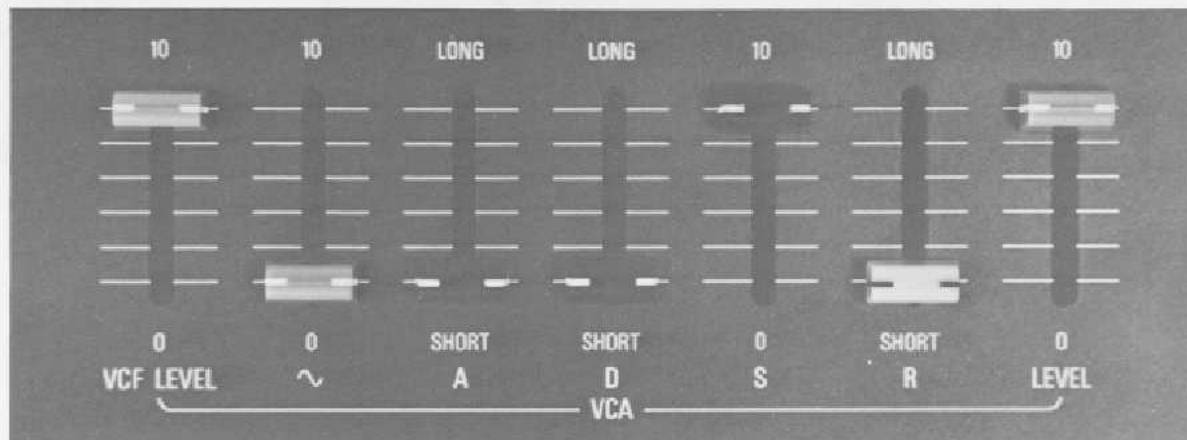 10 10 LONG LONG 10 LONG 10
0 0 SHORT SHORT 0 SHORT 0
VCF LEVEL ∿ A D S R LEVEL
VCA